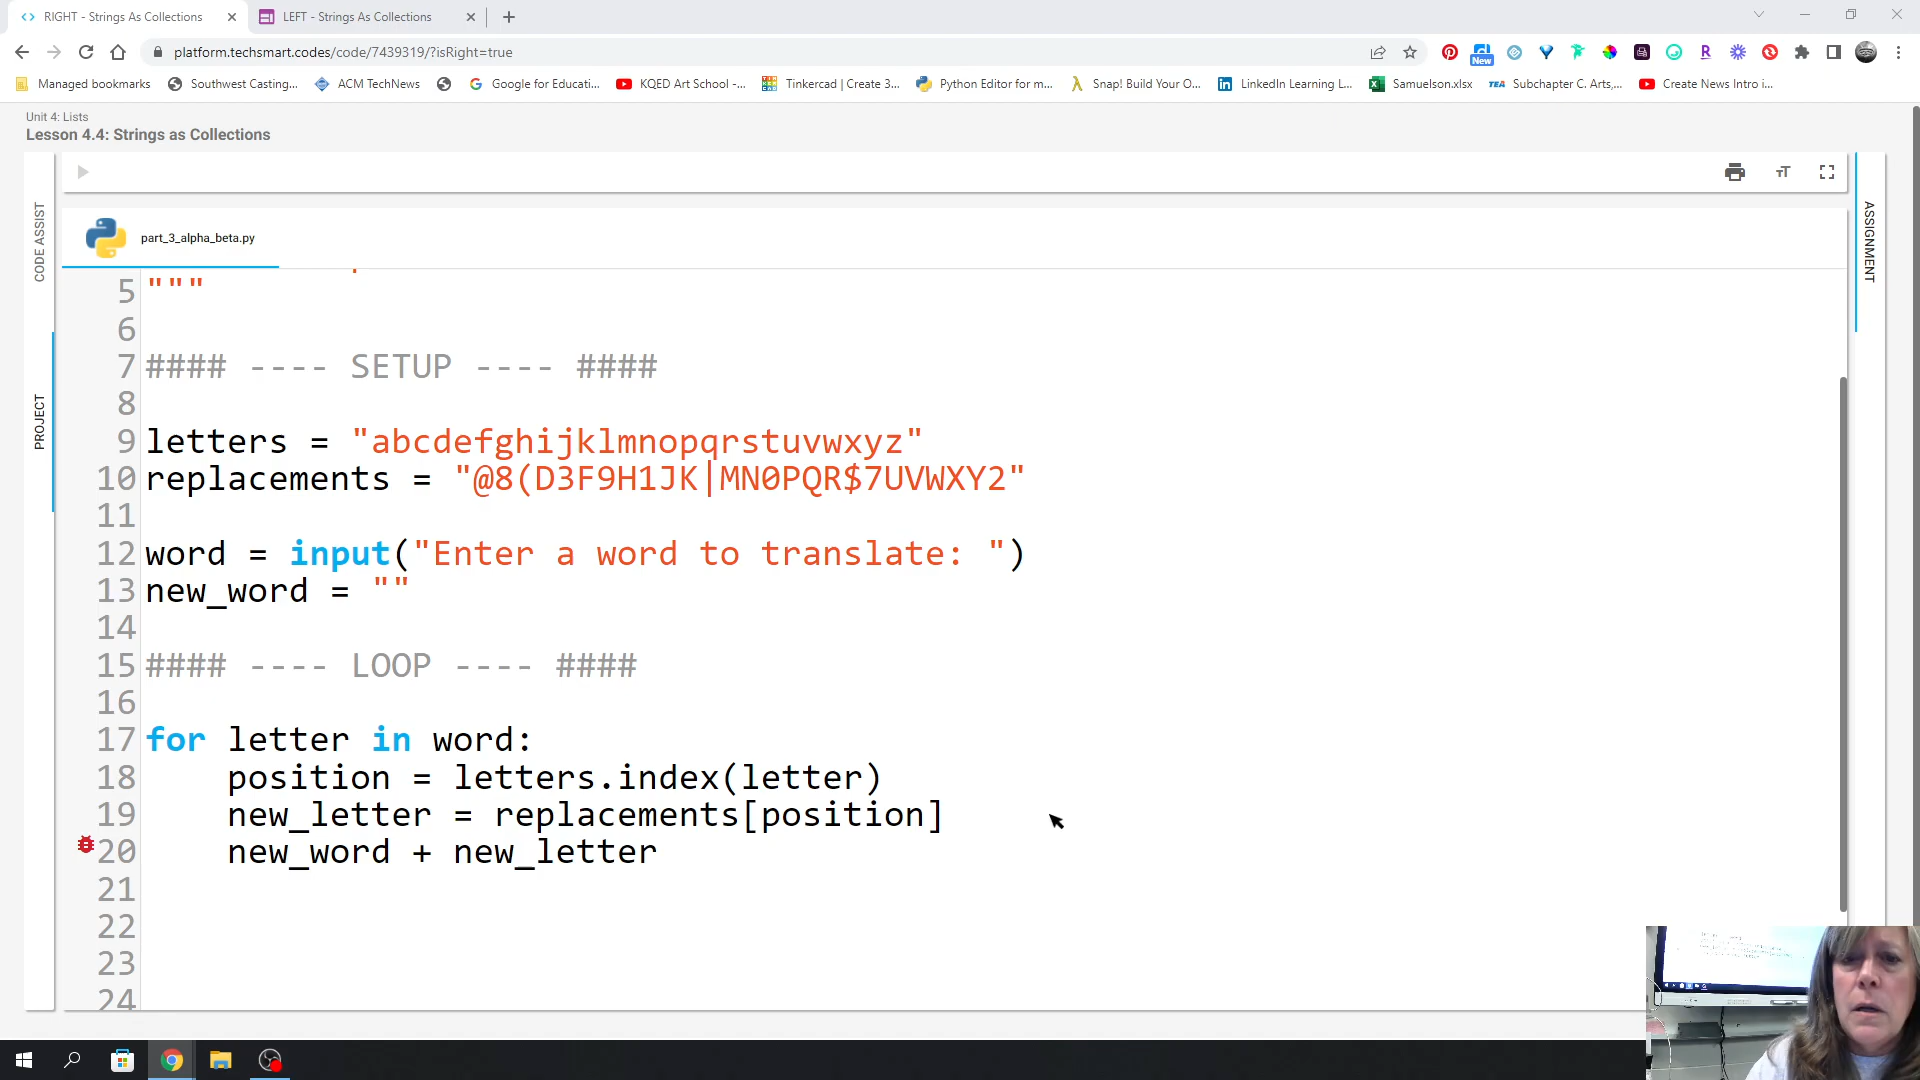 RIGHT - Strings As Collections
LEFT - Strings As Collections
platform.techsmart.codes/code/7439319/?isRight=true
New
Managed bookmarks
Southwest Casting...
ACM TechNews
Google for Educati...
KQED Art School -...
Tinkercad | Create 3...
Python Editor for m...
Snap! Build Your O...
LinkedIn Learning L...
Samuelson.xlsx
TEA
Subchapter C. Arts,...
Create News Intro i...
Unit 4: Lists
Lesson 4.4: Strings as Collections
CODE ASSIST
PROJECT
ASSIGNMENT
part_3_alpha_beta.py
5 """
6
7 #### ---- SETUP ---- ####
8
9 letters = "abcdefghijklmnopqrstuvwxyz"
10 replacements = "@8(D3F9H1JK|MN0PQR$7UVWXY2"
11
12 word = input("Enter a word to translate: ")
13 new_word = ""
14
15 #### ---- LOOP ---- ####
16
17 for letter in word:
18     position = letters.index(letter)
19     new_letter = replacements[position]
20     new_word + new_letter
21
22
23
24